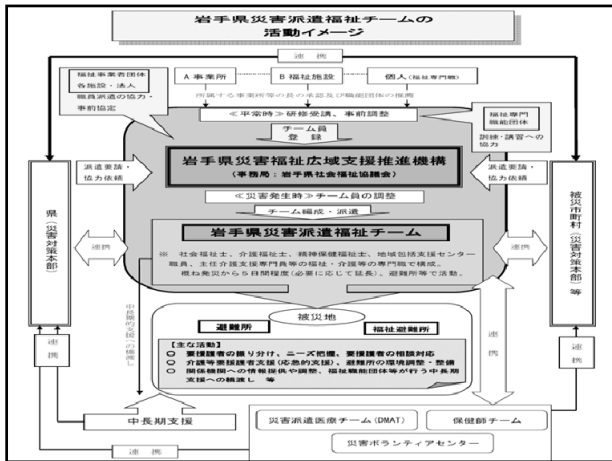 岩手県災害派遣福祉チームの
活動イメージ
連 携
福祉事業者団体
各施設・法人
職員派遣の協力・
事前協定
A 事業所
B 福祉施設
個人(福祉専門職)
所属する事業所等の長の承認及び職能団体の推薦
≪平常時≫研修受講、事前調整
福祉専門
職能団体
訓練・講習への
協力
チーム員
登録
岩手県災害福祉広域支援推進機構
(事務局:岩手県社会福祉協議会)
派遣要請・
協力依頼
派遣要請・
協力依頼
≪災害発生時≫チーム員の調整
チーム編成・派遣
県(災害対策本部)
被災市町村(災害対策本部)等
岩手県災害派遣福祉チーム
※ 社会福祉士、介護福祉士、精神保健福祉士、地域包括支援センター
職員、主任介護支援専門員等の福祉・介護等の専門職で構成。
概ね発災から5日間程度(必要に応じて延長)。避難所等で活動。
連携
連携
被災地
避難所
福祉避難所
【主な活動】
○ 要援護者の振り分け、ニーズ把握、要援護者の相談対応
○ 介護等要援護者支援(応急的支援)、避難所の環境調整・整備
○ 関係機関への情報提供や調整、福祉職能団体等が行う中長期
支援への橋渡し 等
中長期的支援への橋渡し
連携
連携
連携
中長期支援
災害派遣医療チーム(DMAT)
保健師チーム
災害ボランティアセンター
連 携